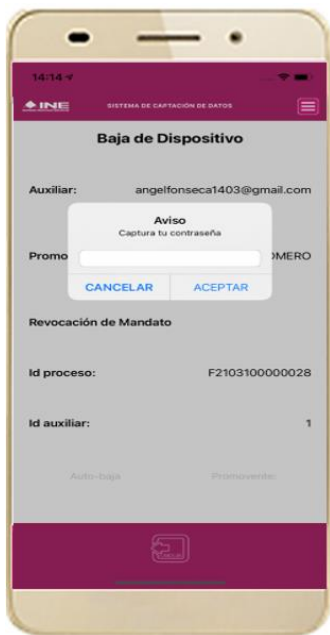 14:14
INE
SISTEMA DE CAPTACIÓN DE DATOS
Baja de Dispositivo
Auxiliar: angelfonseca1403@gmail.com
Aviso
Captura tu contraseña
Promo OMERO
CANCELAR ACEPTAR
Revocación de Mandato
Id proceso: F2103100000028
Id auxiliar: 1
Auto-baja Promovente